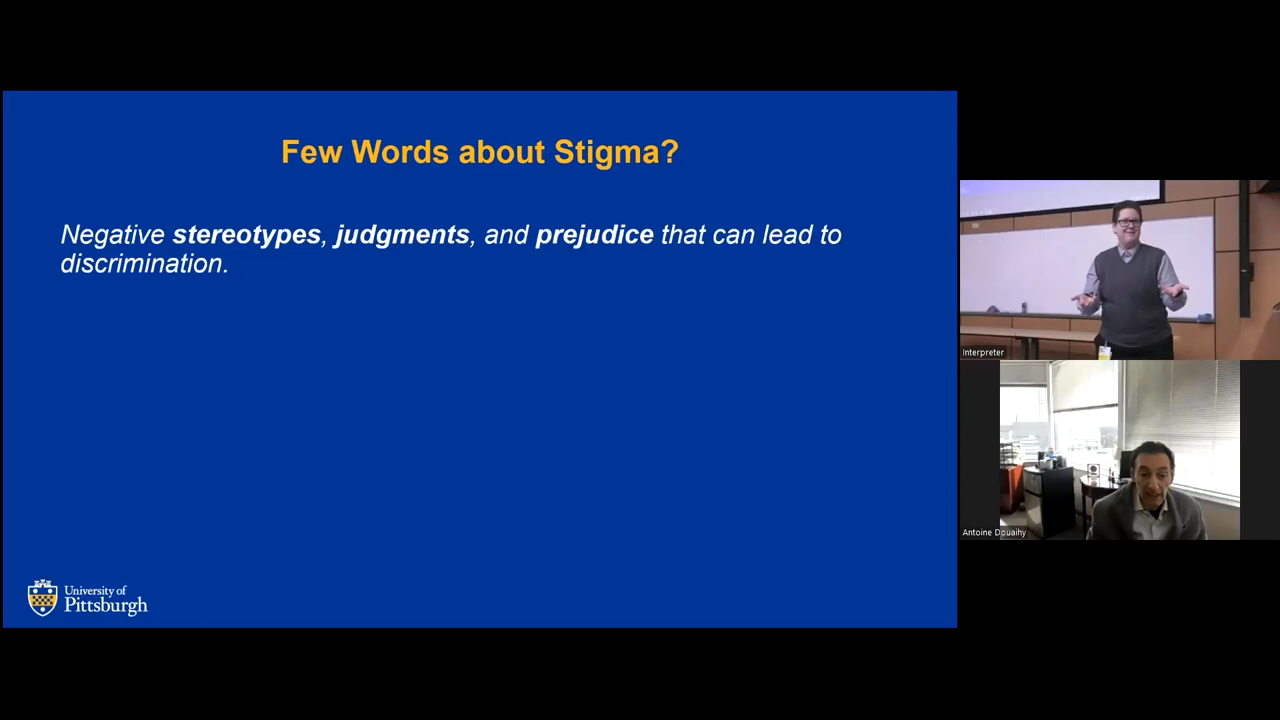 Few Words about Stigma?
Negative stereotypes, judgments, and prejudice that can lead to
discrimination.
University of
Pittsburgh
Interpreter
Antoine Douaihy